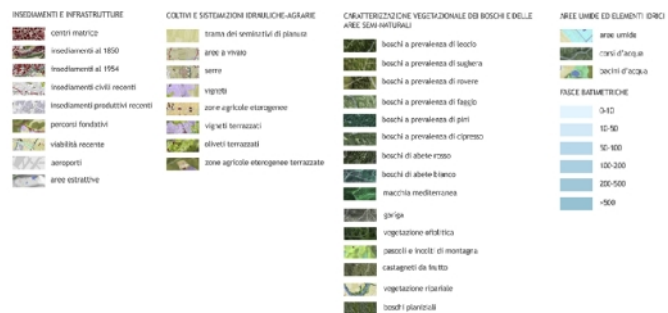 INSEDIAMENTI E INFRASTRUTTURE
centri matrice
insediamenti al 1850
insediamenti al 1954
insediamenti civili recenti
insediamenti produttivi recenti
percorsi fondativi
viabilità recente
aeroporti
aree estrattive
COLTIVI E SISTEMAZIONI IDRAULICHE-AGRARIE
trama dei seminativi di pianura
aree a vivaio
serre
vigneti
zone agricole eterogenee
vigneti terrazzati
oliveti terrazzati
zone agricole eterogenee terrazzate
CARATTERIZZAZIONE VEGETAZIONALE DEI BOSCHI E DELLE
AREE SEMI-NATURALI
boschi a prevalenza di leccio
boschi a prevalenza di sughera
boschi a prevalenza di rovere
boschi a prevalenza di faggio
boschi a prevalenza di pini
boschi a prevalenza di cipresso
boschi di abete rosso
boschi di abete bianco
macchia mediterranea
gariga
vegetazione ofiolitica
pascoli e incolti di montagna
castagneti da frutto
vegetazione ripariale
boschi planiziali
AREE UMIDE ED ELEMENTI IDRICI
aree umide
corsi d'acqua
bacini d'acqua
FASCE BATIMETRICHE
0-10
10-50
50-100
100-200
200-500
>500